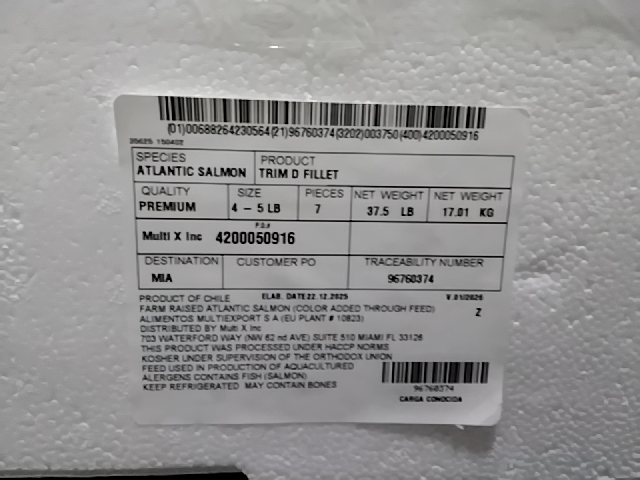 (01)00688264230564(21)96760374(3202)003750(400)4200050916
35625 150402
SPECIES PRODUCT
ATLANTIC SALMON TRIM D FILLET
QUALITY SIZE PIECES NET WEIGHT NET WEIGHT
PREMIUM 4 - 5 LB 7 37.5 LB 17.01 KG
P.O.#
Multi X Inc 4200050916
DESTINATION CUSTOMER PO TRACEABILITY NUMBER
MIA 96760374
PRODUCT OF CHILE ELAB. DATE22.12.2025 V.01/2026
FARM RAISED ATLANTIC SALMON (COLOR ADDED THROUGH FEED) Z
ALIMENTOS MULTIEXPORT S A (EU PLANT # 10823)
DISTRIBUTED BY Multi X Inc
703 WATERFORD WAY (NW 62 nd AVE) SUITE 510 MIAMI FL 33126
THIS PRODUCT WAS PROCESSED UNDER HACCP NORMS
KOSHER UNDER SUPERVISION OF THE ORTHODOX UNION
FEED USED IN PRODUCTION OF AQUACULTURED
ALERGENS CONTAINS FISH (SALMON)
KEEP REFRIGERATED MAY CONTAIN BONES
96760374
CARGA CONOCIDA